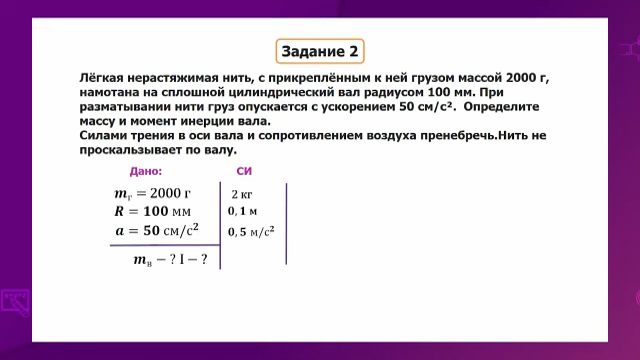 Задание 2
Лёгкая нерастяжимая нить, с прикреплённым к ней грузом массой 2000 г,
намотана на сплошной цилиндрический вал радиусом 100 мм. При
разматывании нити груз опускается с ускорением 50 см/с². Определите
массу и момент инерции вала.
Силами трения в оси вала и сопротивлением воздуха пренебречь.Нить не
проскальзывает по валу.
Дано: СИ
mг = 2000 г 2 кг
R = 100 мм 0,1 м
a = 50 см/с² 0,5 м/с²
mв − ? I − ?